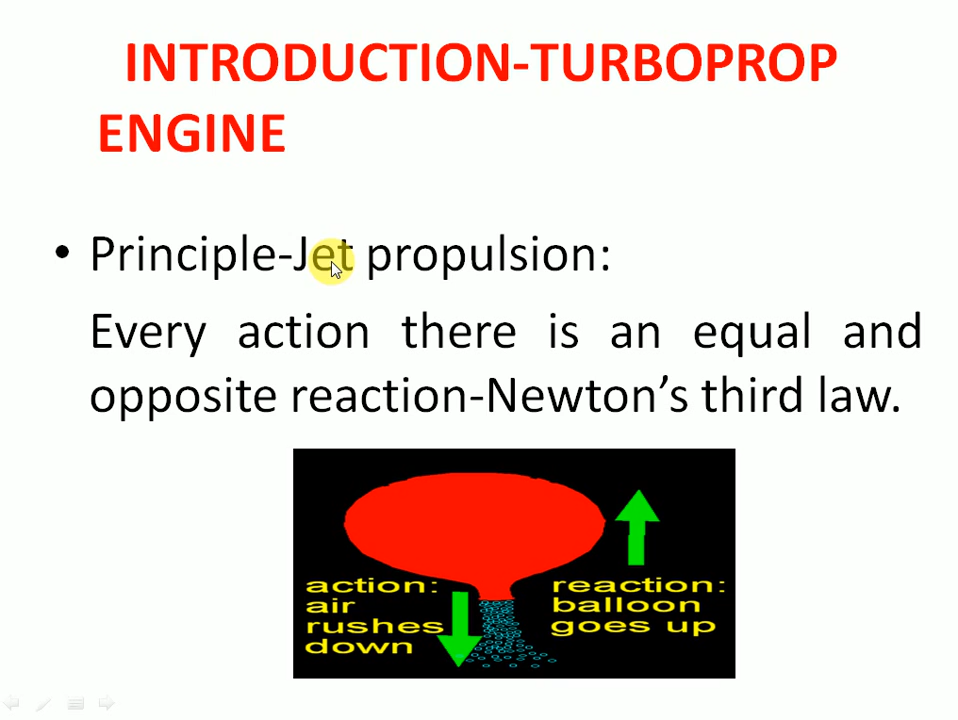 INTRODUCTION-TURBOPROP
ENGINE
• Principle-Jet propulsion:
Every action there is an equal and
opposite reaction-Newton’s third law.
action:
air
rushes
down
reaction:
balloon
goes up